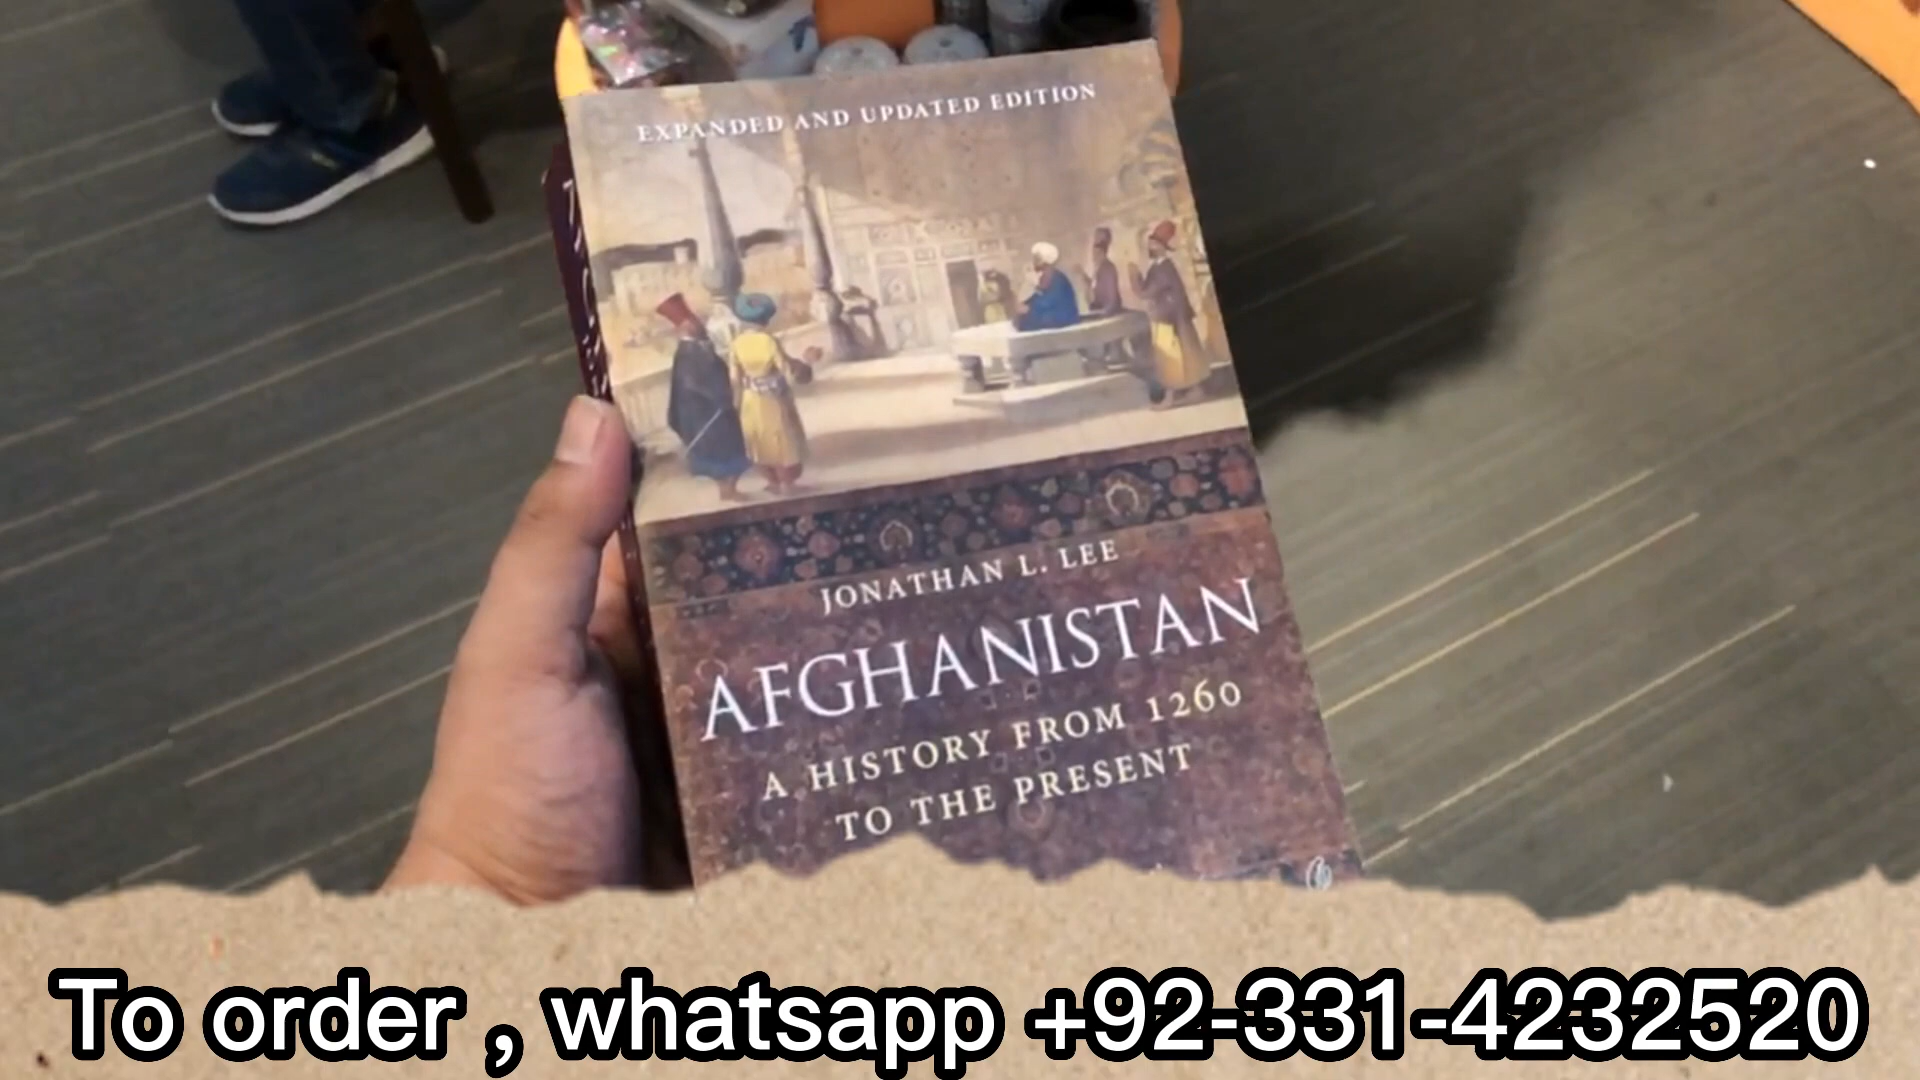 EXPANDED AND UPDATED EDITION
JONATHAN L. LEE
AFGHANISTAN
A HISTORY FROM 1260
TO THE PRESENT
To order , whatsapp +92-331-4232520